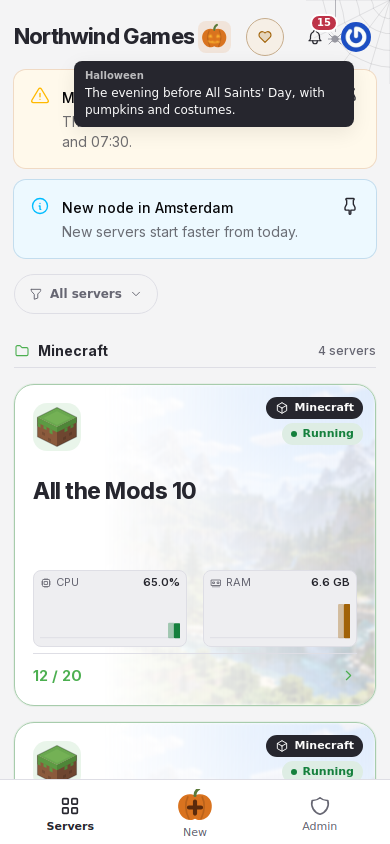 Northwind Games
15
Halloween
The evening before All Saints' Day, with
pumpkins and costumes.
and 07:30.
New node in Amsterdam
New servers start faster from today.
All servers
Minecraft
4 servers
Minecraft
Running
All the Mods 10
CPU
65.0%
RAM
6.6 GB
12 / 20
Minecraft
Running
Servers
New
Admin